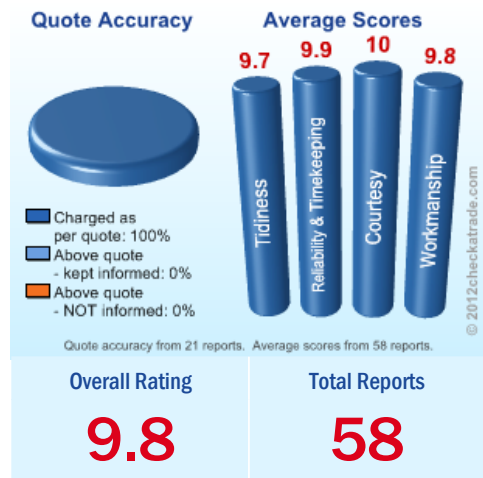 Quote Accuracy
Average Scores
9.7
9.9
10
9.8
Tidiness
Reliability & Timekeeping
Courtesy
Workmanship
Charged as
per quote: 100%
Above quote
- kept informed: 0%
Above quote
- NOT informed: 0%
© 2012checkatrade.com
Quote accuracy from 21 reports. Average scores from 58 reports.
Overall Rating
Total Reports
9.8
58